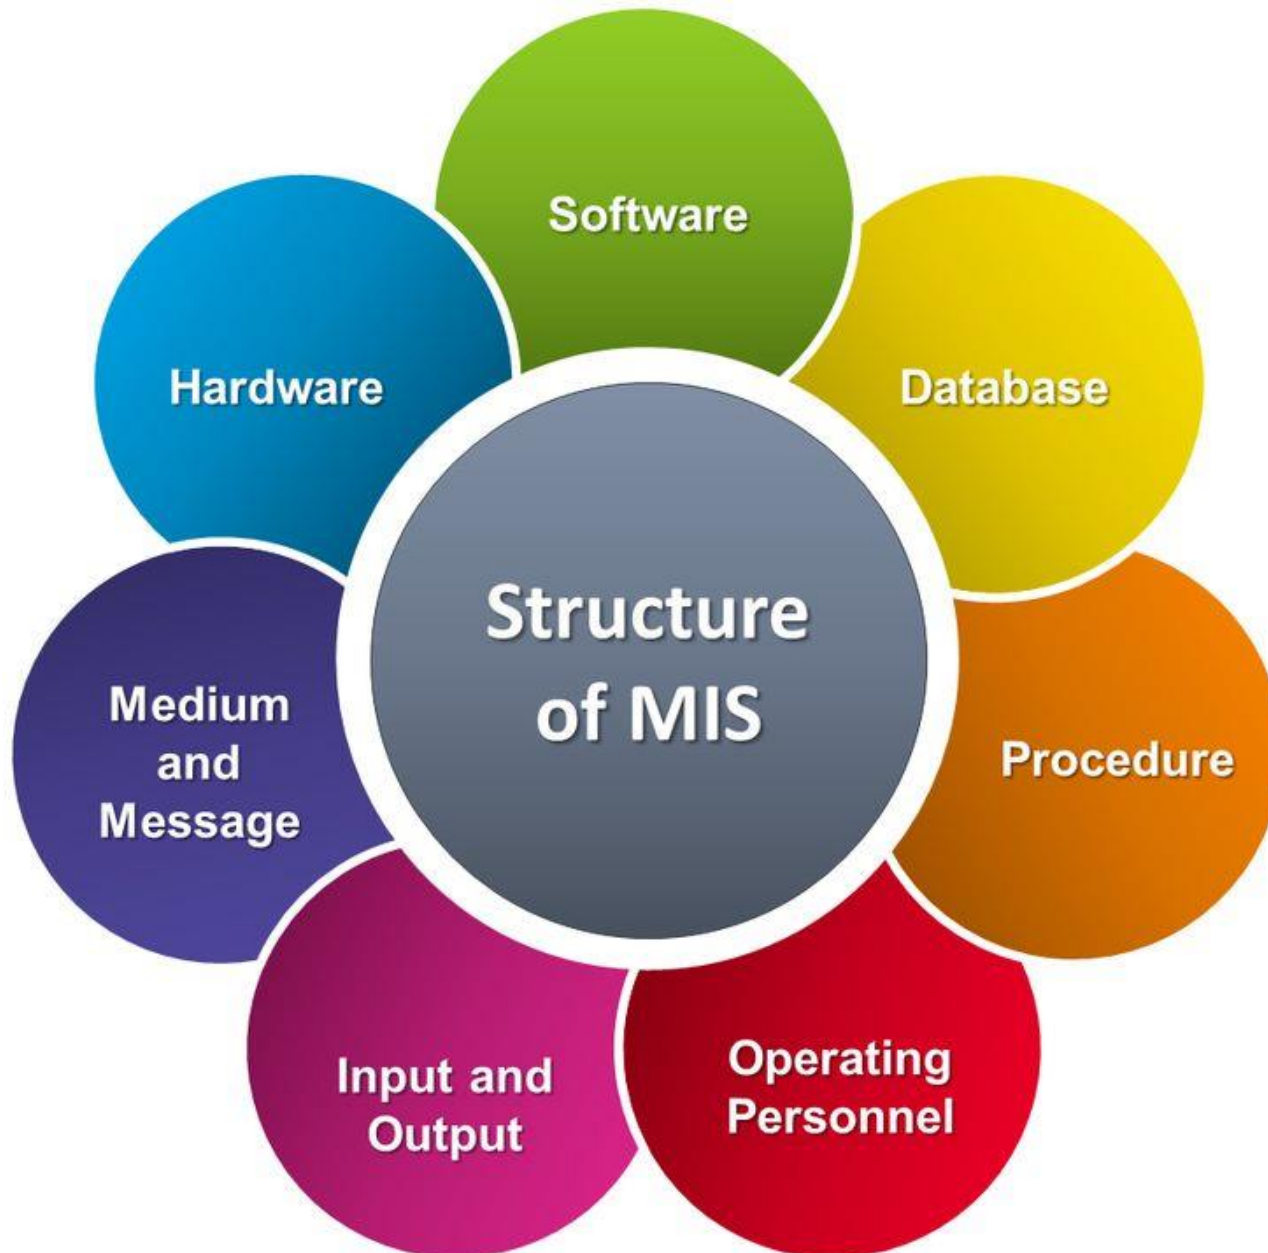 Structure
of MIS
Software
Database
Procedure
Operating
Personnel
Input and
Output
Medium
and
Message
Hardware